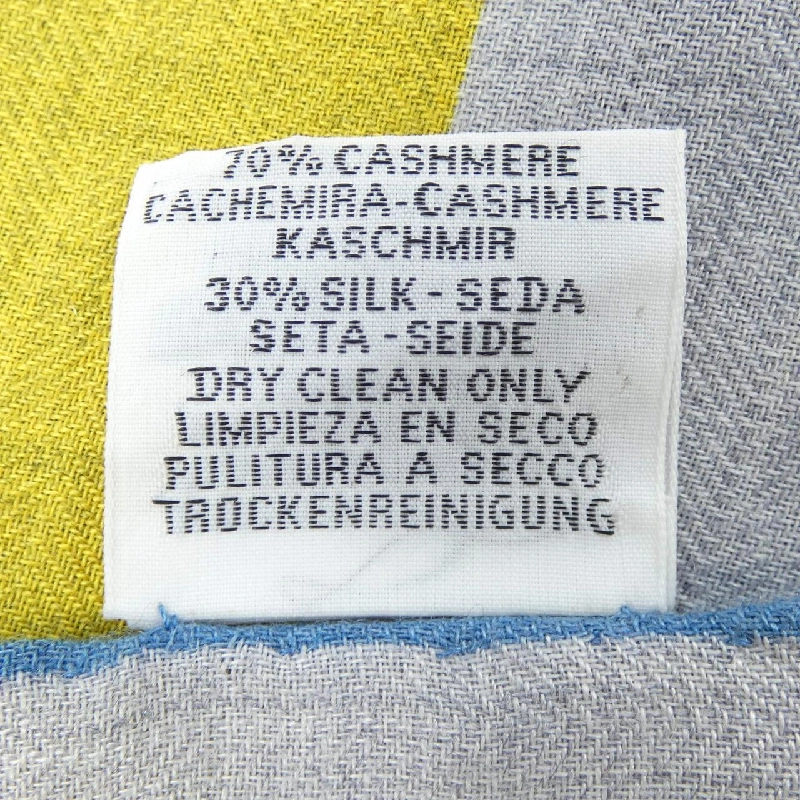 70% CASHMERE
CACHEMIRA-CASHMERE
KASCHMIR
30% SILK - SEDA
SETA - SEIDE
DRY CLEAN ONLY
LIMPIEZA EN SECO
PULITURA A SECCO
TROCKENREINIGUNG